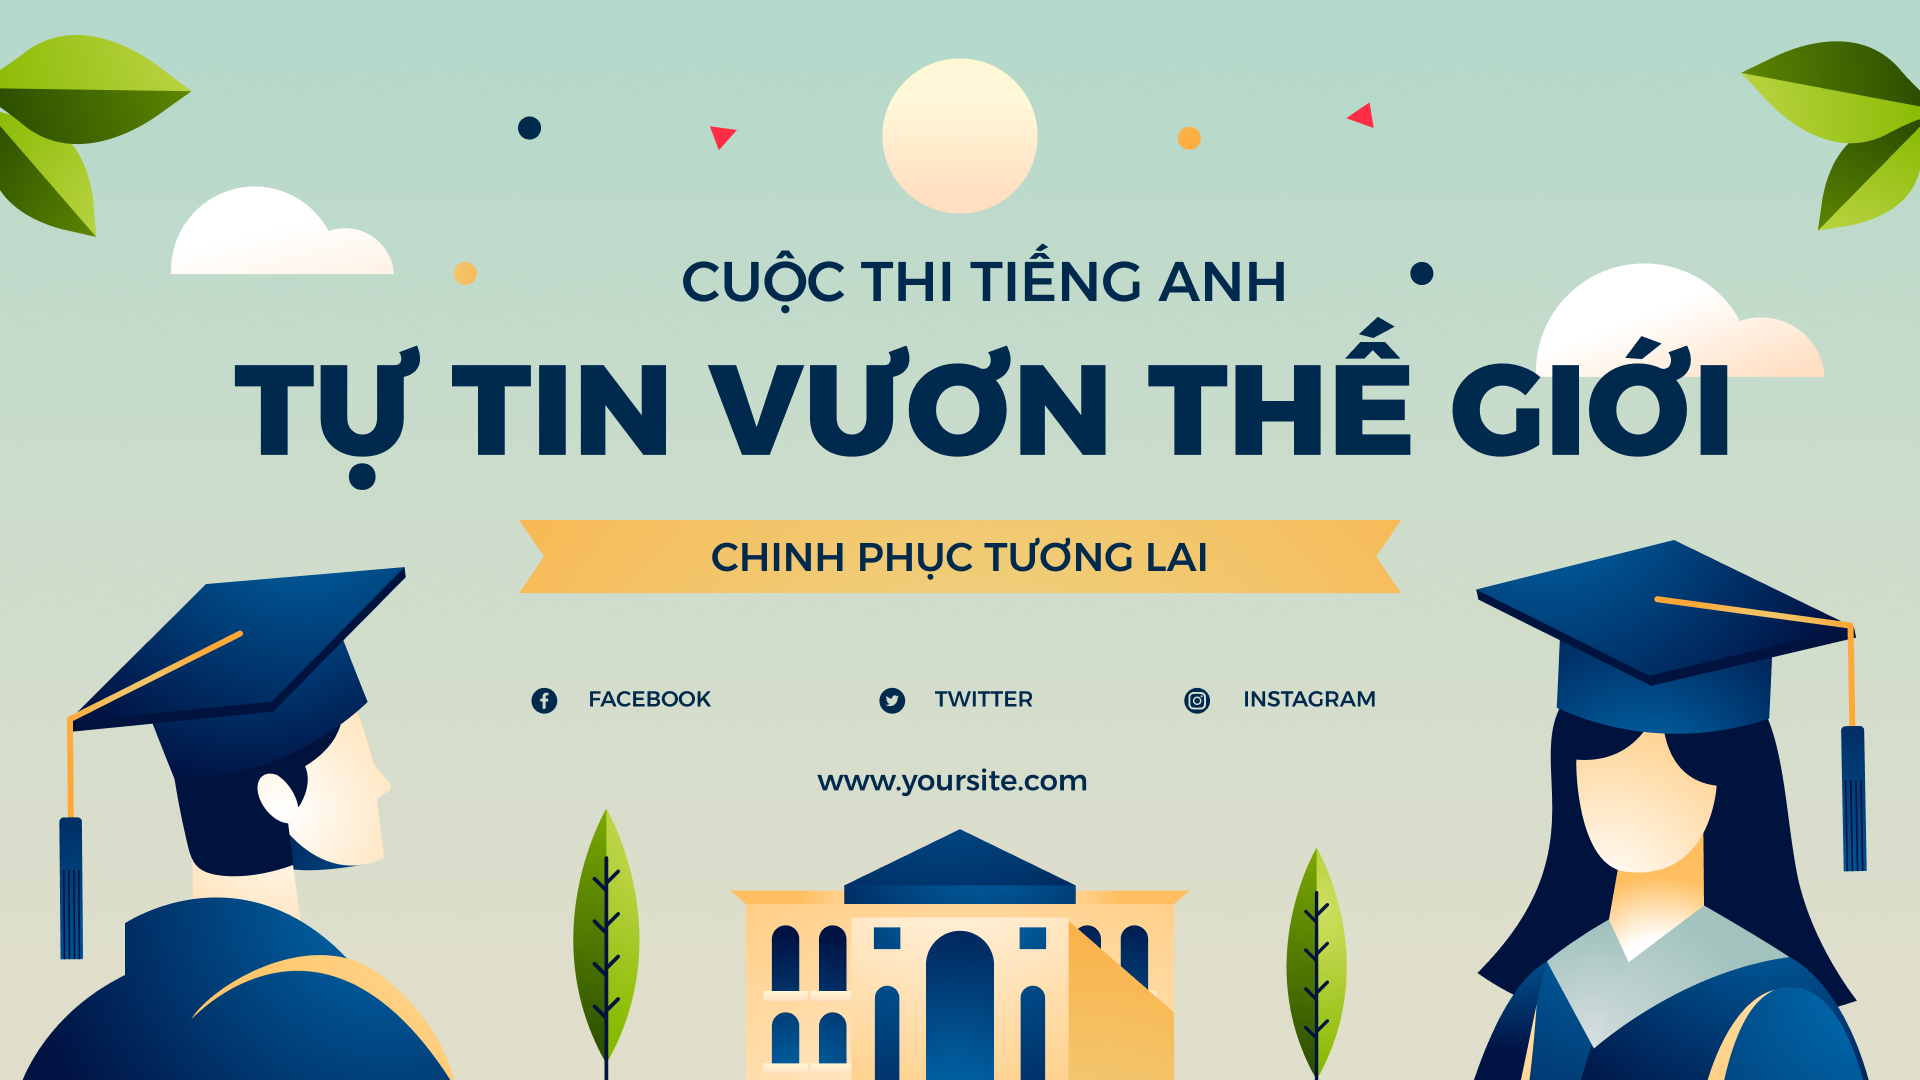 CUỘC THI TIẾNG ANH
TỰ TIN VƯƠN THẾ GIỚI
CHINH PHỤC TƯƠNG LAI
FACEBOOK TWITTER INSTAGRAM
www.yoursite.com